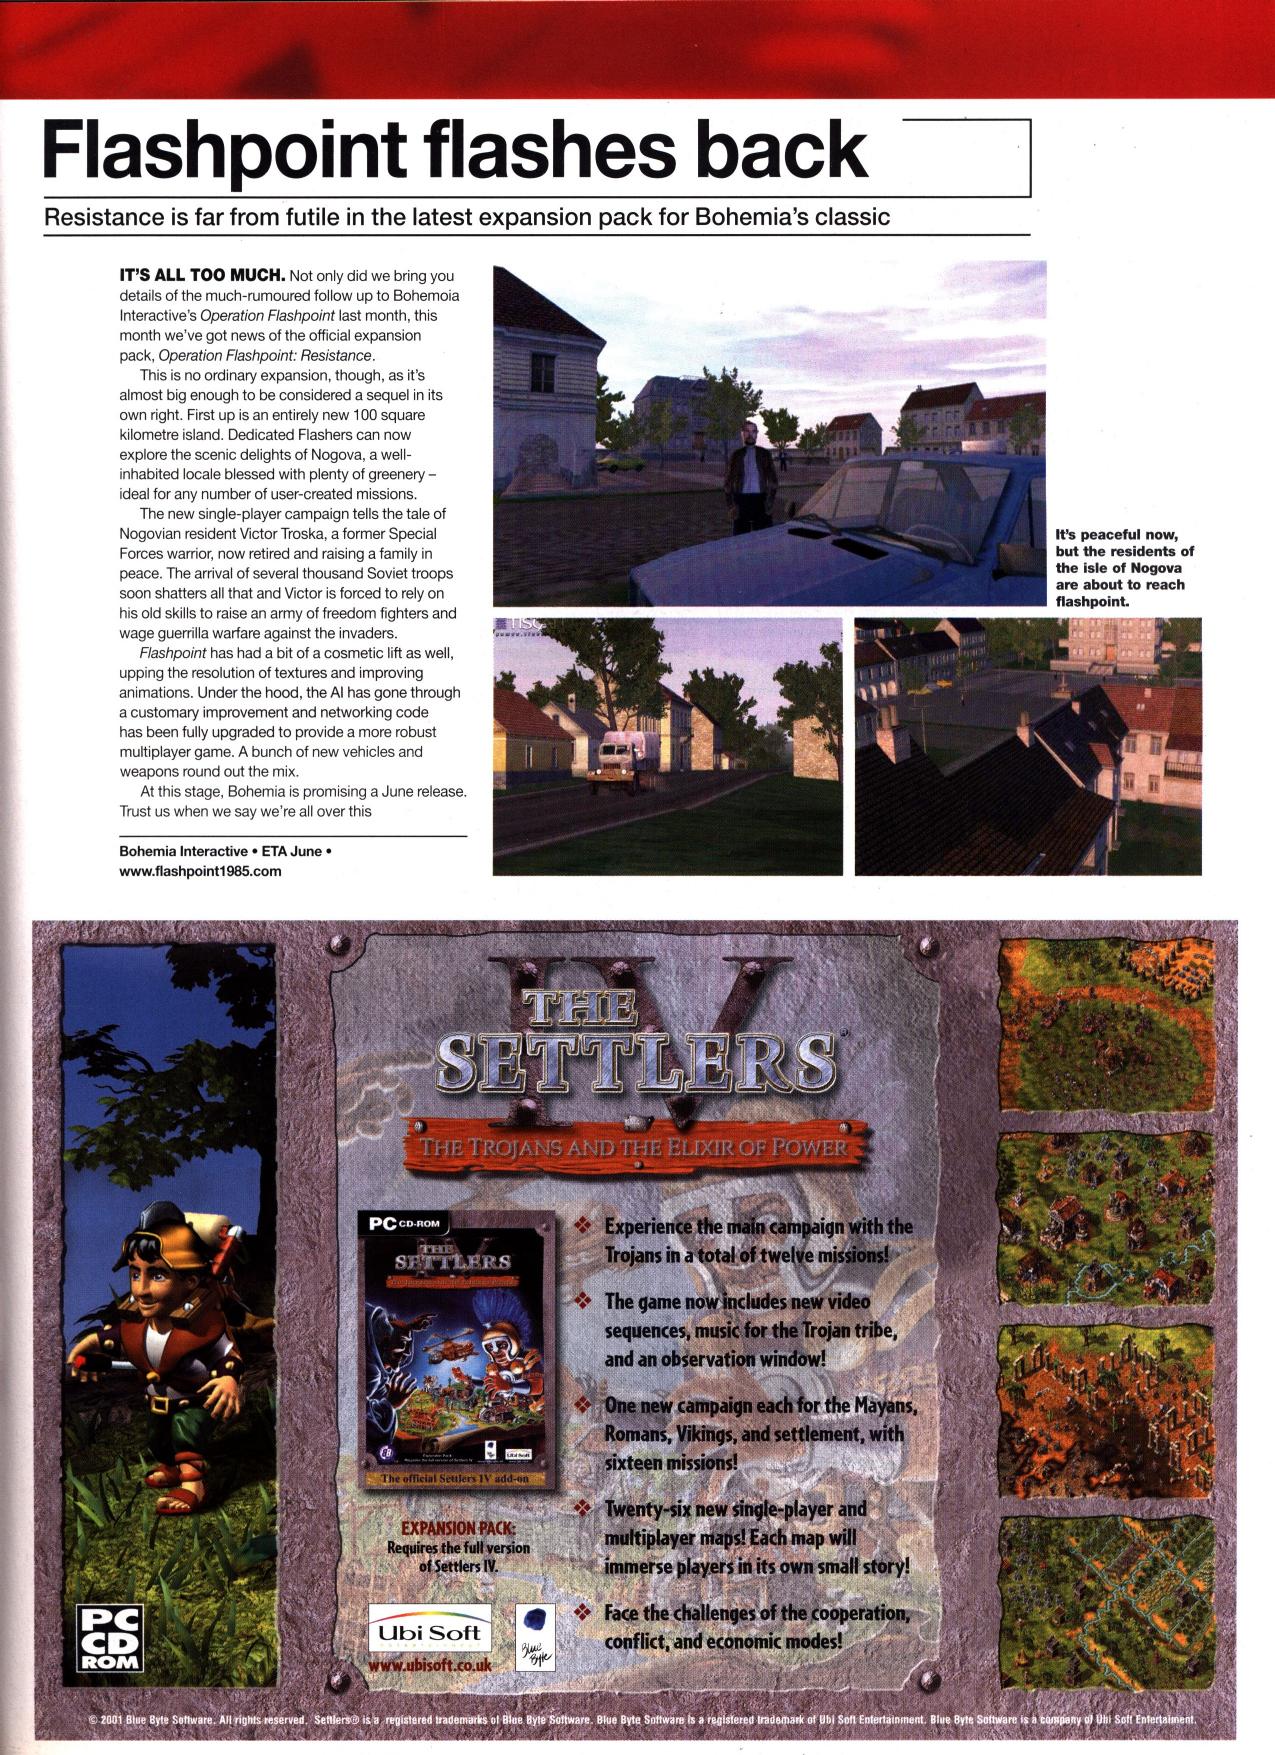 Flashpoint flashes back
Resistance is far from futile in the latest expansion pack for Bohemia's classic
IT'S ALL TOO MUCH. Not only did we bring you
details of the much-rumoured follow up to Bohemoia
Interactive's Operation Flashpoint last month, this
month we've got news of the official expansion
pack, Operation Flashpoint: Resistance.
This is no ordinary expansion, though, as it's
almost big enough to be considered a sequel in its
own right. First up is an entirely new 100 square
kilometre island. Dedicated Flashers can now
explore the scenic delights of Nogova, a well-
inhabited locale blessed with plenty of greenery –
ideal for any number of user-created missions.
The new single-player campaign tells the tale of
Nogovian resident Victor Troska, a former Special
Forces warrior, now retired and raising a family in
peace. The arrival of several thousand Soviet troops
soon shatters all that and Victor is forced to rely on
his old skills to raise an army of freedom fighters and
wage guerrilla warfare against the invaders.
Flashpoint has had a bit of a cosmetic lift as well,
upping the resolution of textures and improving
animations. Under the hood, the AI has gone through
a customary improvement and networking code
has been fully upgraded to provide a more robust
multiplayer game. A bunch of new vehicles and
weapons round out the mix.
At this stage, Bohemia is promising a June release.
Trust us when we say we're all over this
Bohemia Interactive • ETA June •
www.flashpoint1985.com
It's peaceful now,
but the residents of
the isle of Nogova
are about to reach
flashpoint.
IV
THE
SETTLERS®
THE TROJANS AND THE ELIXIR OF POWER
PC CD-ROM
THE
SETTLERS
IV
Ubi Soft
The official Settlers IV add-on
EXPANSION PACK:
Requires the full version
of Settlers IV.
Ubi Soft
ENTERTAINMENT
www.ubisoft.co.uk
Blue
Byte
❖ Experience the main campaign with the
Trojans in a total of twelve missions!
❖ The game now includes new video
sequences, music for the Trojan tribe,
and an observation window!
❖ One new campaign each for the Mayans,
Romans, Vikings, and settlement, with
sixteen missions!
❖ Twenty-six new single-player and
multiplayer maps! Each map will
immerse players in its own small story!
❖ Face the challenges of the cooperation,
conflict, and economic modes!
PC
CD
ROM
© 2001 Blue Byte Software. All rights reserved. Settlers® is a registered trademarks of Blue Byte Software. Blue Byte Software is a registered trademark of Ubi Soft Entertainment. Blue Byte Software is a company of Ubi Soft Entertaiment.